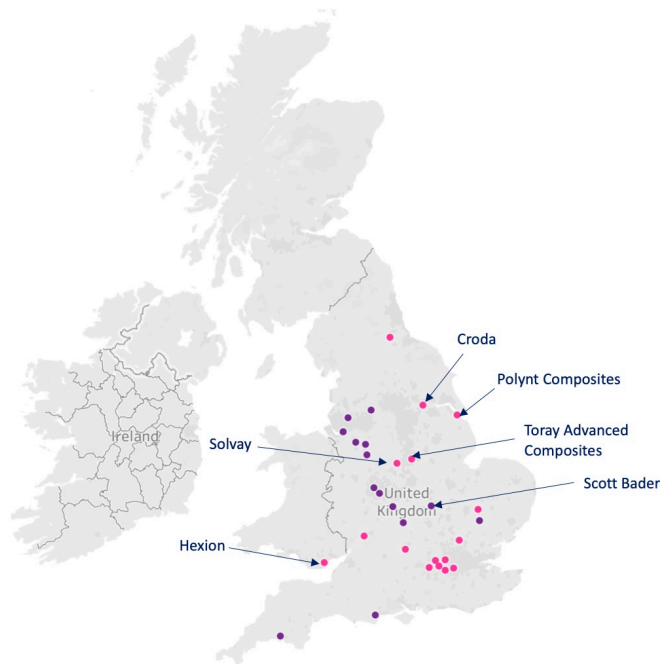 Croda
Polynt Composites
Ireland
Solvay
Toray Advanced
Composites
Scott Bader
United
Kingdom
Hexion